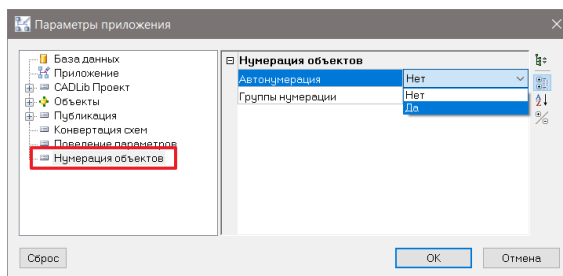 Параметры приложения
База данных
Приложение
CADLib Проект
Объекты
Публикация
Конвертация схем
Поведение параметров
Нумерация объектов
Нумерация объектов
Автонумерация Нет
Группы нумерации Нет
Да
Сброс OK Отмена